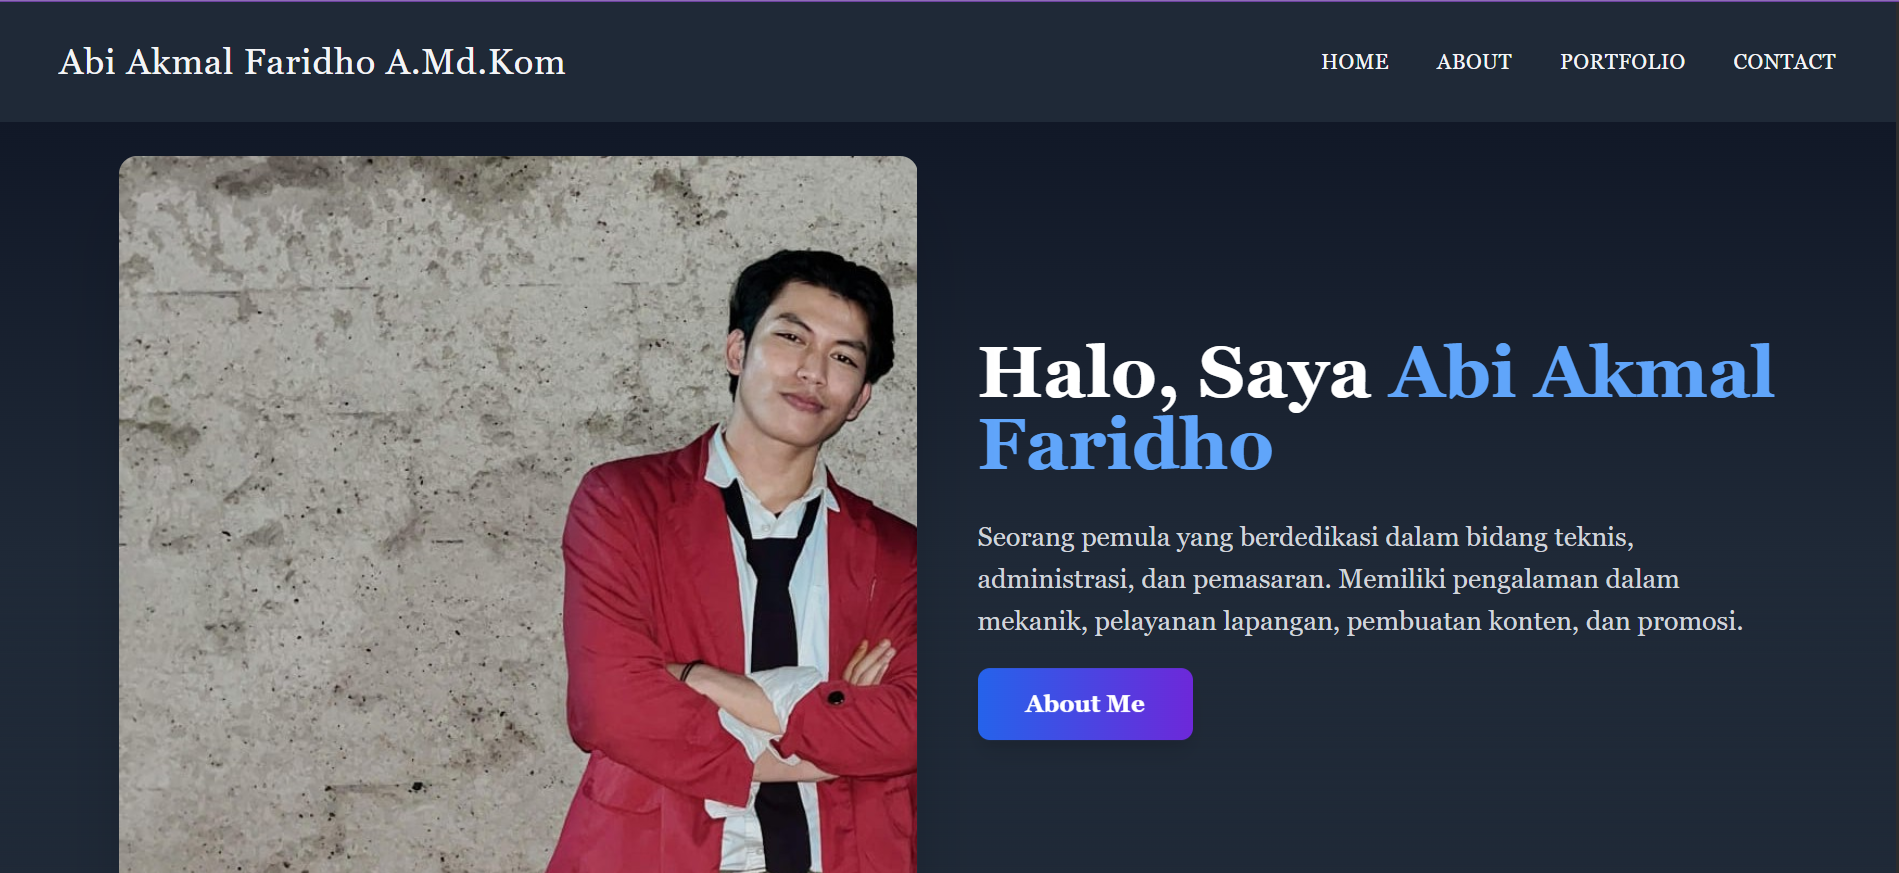 Abi Akmal Faridho A.Md.Kom
HOME ABOUT PORTFOLIO CONTACT
Halo, Saya Abi Akmal
Faridho
Seorang pemula yang berdedikasi dalam bidang teknis,
administrasi, dan pemasaran. Memiliki pengalaman dalam
mekanik, pelayanan lapangan, pembuatan konten, dan promosi.
About Me